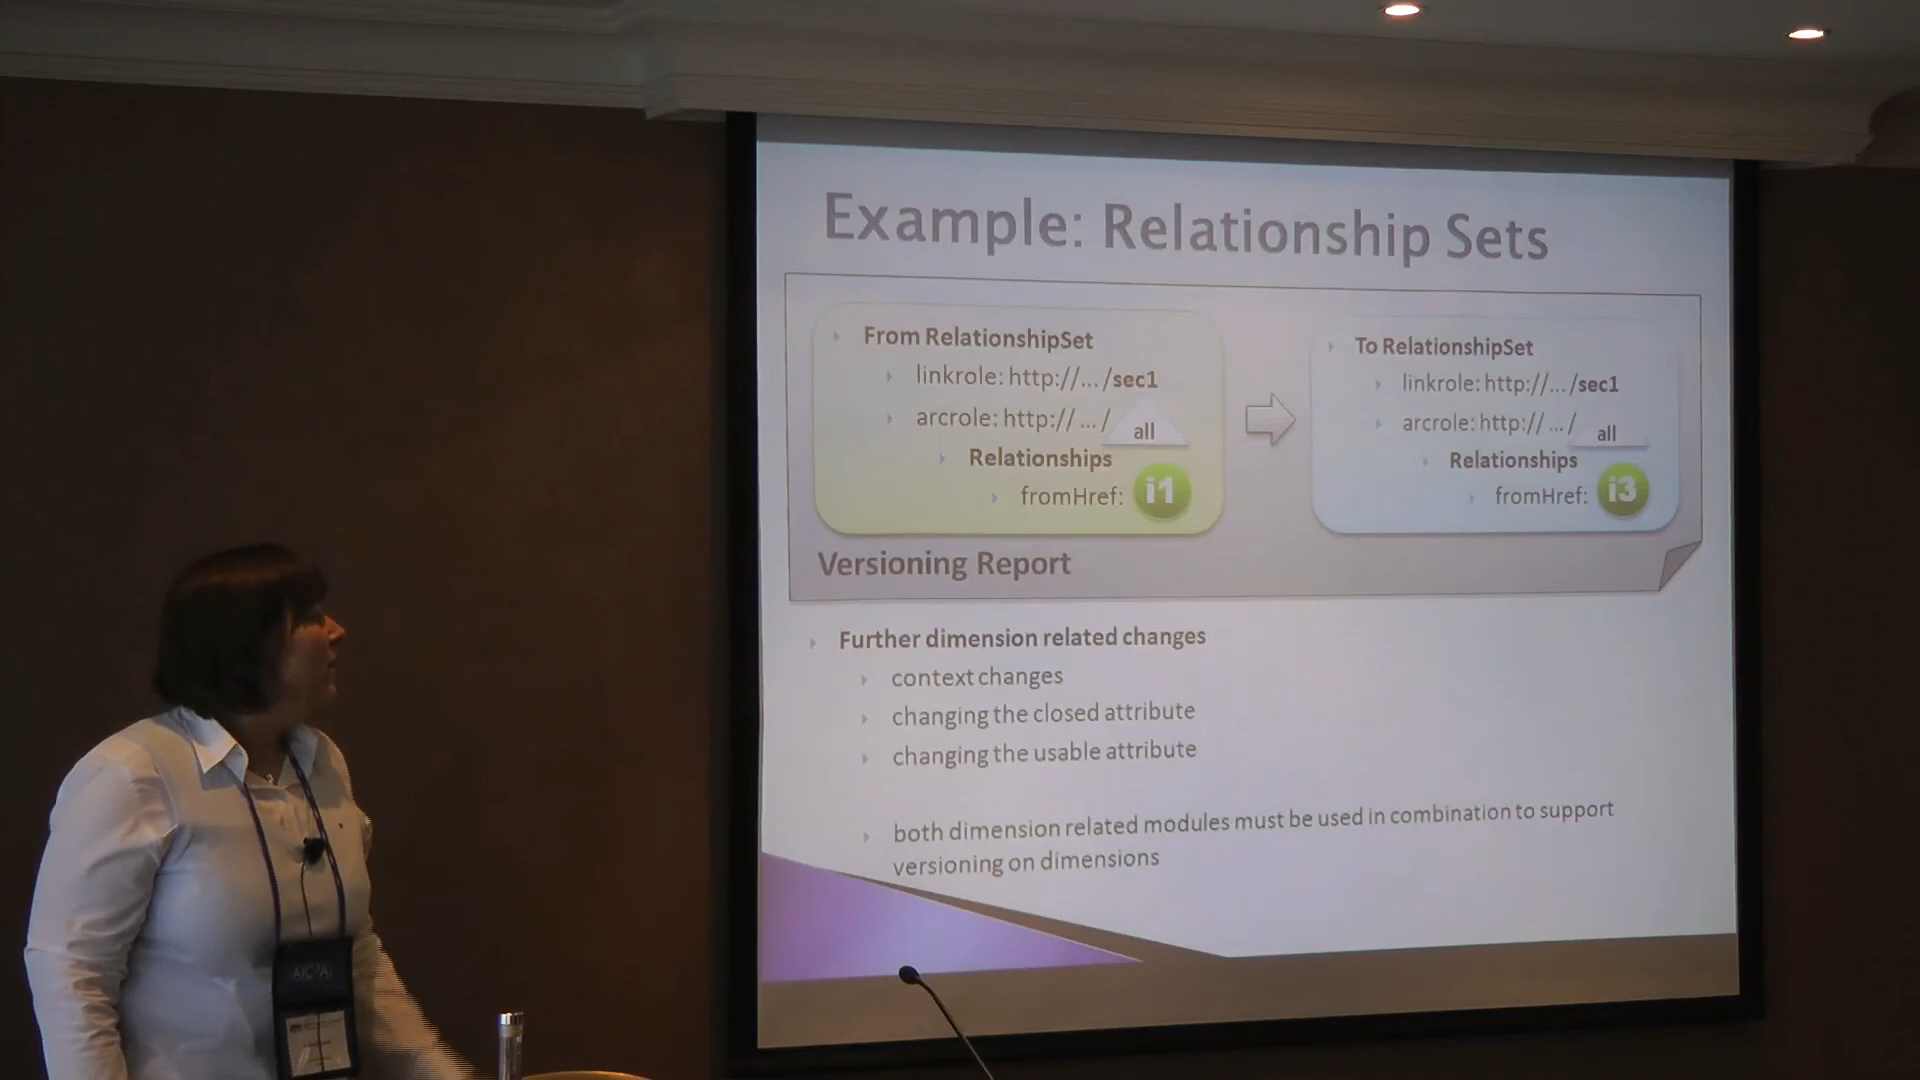 Example: Relationship Sets
From RelationshipSet
linkrole: http://... /sec1
arcrole: http:// ... /
all
Relationships
fromHref: i1
To RelationshipSet
linkrole: http://... /sec1
arcrole: http:// ... /
all
Relationships
fromHref: i3
Versioning Report
Further dimension related changes
context changes
changing the closed attribute
changing the usable attribute
both dimension related modules must be used in combination to support
versioning on dimensions